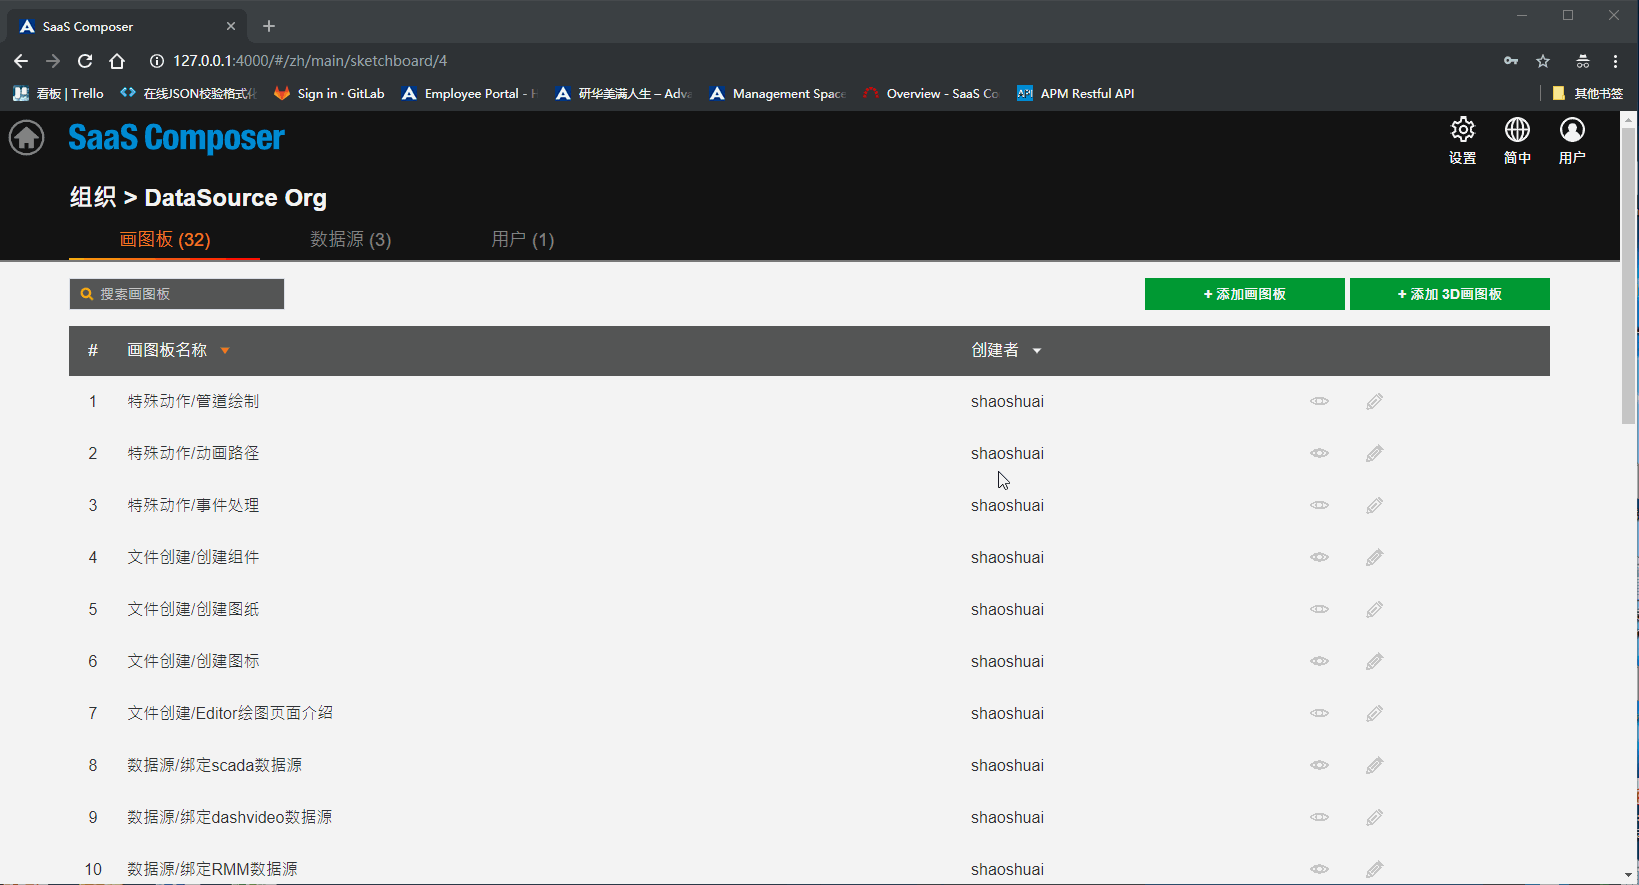 SaaS Composer
127.0.0.1:4000/#/zh/main/sketchboard/4
看板 | Trello 在线JSON校验格式化 Sign in · GitLab Employee Portal - 研华美满人生 – Adva Management Space Overview - SaaS Co APM Restful API 其他书签
SaaS Composer
设置 简中 用户
组织 > DataSource Org
画图板 (32) 数据源 (3) 用户 (1)
搜索画图板 + 添加画图板 + 添加 3D画图板
# 画图板名称 创建者
1 特殊动作/管道绘制 shaoshuai
2 特殊动作/动画路径 shaoshuai
3 特殊动作/事件处理 shaoshuai
4 文件创建/创建组件 shaoshuai
5 文件创建/创建图纸 shaoshuai
6 文件创建/创建图标 shaoshuai
7 文件创建/Editor绘图页面介绍 shaoshuai
8 数据源/绑定scada数据源 shaoshuai
9 数据源/绑定dashvideo数据源 shaoshuai
10 数据源/绑定RMM数据源 shaoshuai